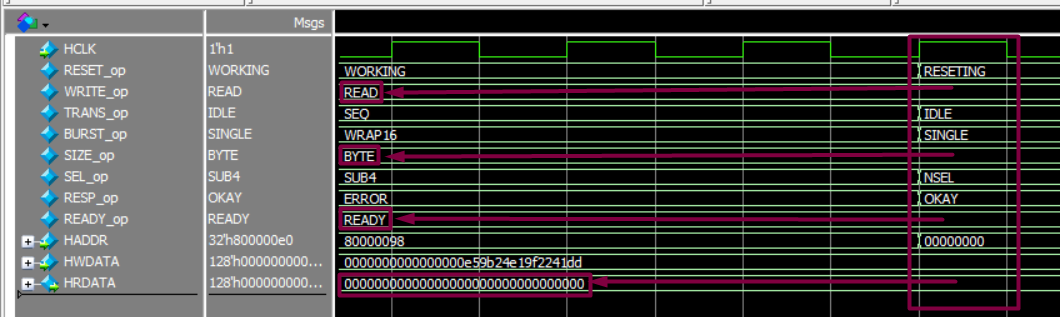 Msgs
HCLK 1'h1
RESET_op WORKING WORKING RESETING
WRITE_op READ READ
TRANS_op IDLE SEQ IDLE
BURST_op SINGLE WRAP16 SINGLE
SIZE_op BYTE BYTE
SEL_op SUB4 SUB4 NSEL
RESP_op OKAY ERROR OKAY
READY_op READY READY
HADDR 32'h800000e0 80000098 00000000
HWDATA 128'h000000000... 0000000000000000e59b24e19f2241dd
HRDATA 128'h000000000... 00000000000000000000000000000000